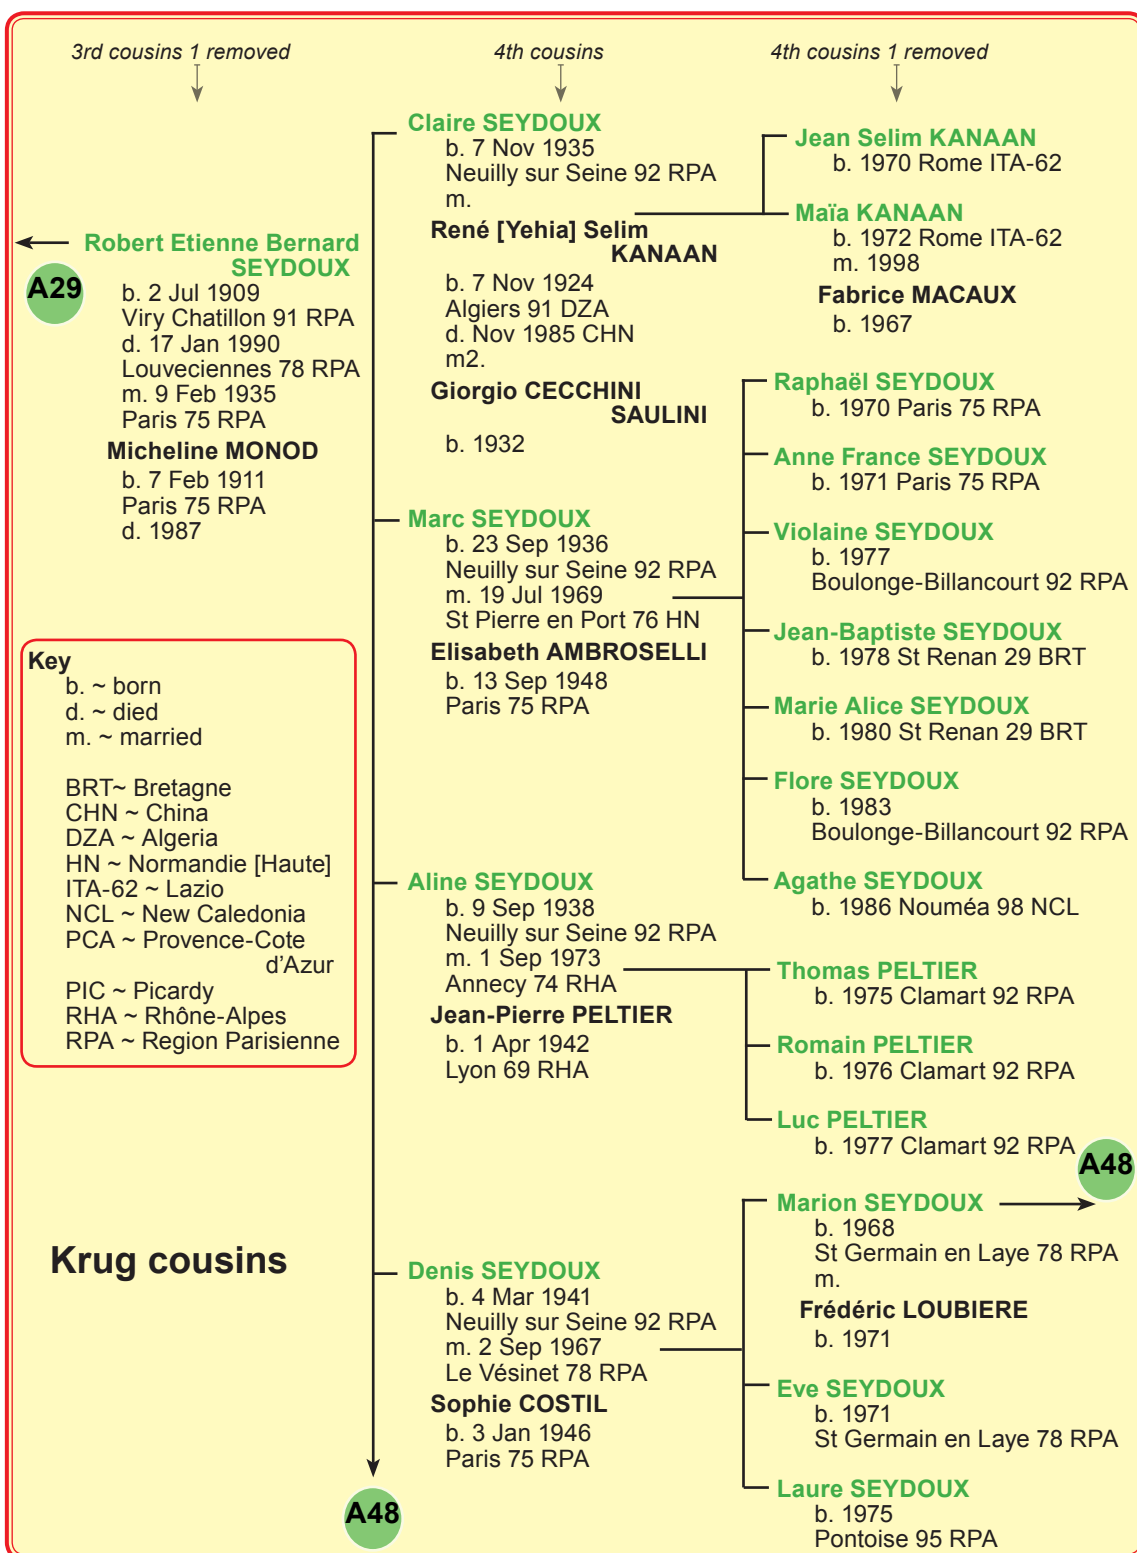 3rd cousins 1 removed
4th cousins
4th cousins 1 removed
A29
Robert Etienne Bernard
SEYDOUX
b. 2 Jul 1909
Viry Chatillon 91 RPA
d. 17 Jan 1990
Louveciennes 78 RPA
m. 9 Feb 1935
Paris 75 RPA
Micheline MONOD
b. 7 Feb 1911
Paris 75 RPA
d. 1987
Key
b. ~ born
d. ~ died
m. ~ married
BRT~ Bretagne
CHN ~ China
DZA ~ Algeria
HN ~ Normandie [Haute]
ITA-62 ~ Lazio
NCL ~ New Caledonia
PCA ~ Provence-Cote
d'Azur
PIC ~ Picardy
RHA ~ Rhône-Alpes
RPA ~ Region Parisienne
Krug cousins
Claire SEYDOUX
b. 7 Nov 1935
Neuilly sur Seine 92 RPA
m.
René [Yehia] Selim
KANAAN
b. 7 Nov 1924
Algiers 91 DZA
d. Nov 1985 CHN
m2.
Giorgio CECCHINI
SAULINI
b. 1932
Marc SEYDOUX
b. 23 Sep 1936
Neuilly sur Seine 92 RPA
m. 19 Jul 1969
St Pierre en Port 76 HN
Elisabeth AMBROSELLI
b. 13 Sep 1948
Paris 75 RPA
Aline SEYDOUX
b. 9 Sep 1938
Neuilly sur Seine 92 RPA
m. 1 Sep 1973
Annecy 74 RHA
Jean-Pierre PELTIER
b. 1 Apr 1942
Lyon 69 RHA
Denis SEYDOUX
b. 4 Mar 1941
Neuilly sur Seine 92 RPA
m. 2 Sep 1967
Le Vésinet 78 RPA
Sophie COSTIL
b. 3 Jan 1946
Paris 75 RPA
A48
Jean Selim KANAAN
b. 1970 Rome ITA-62
Maïa KANAAN
b. 1972 Rome ITA-62
m. 1998
Fabrice MACAUX
b. 1967
Raphaël SEYDOUX
b. 1970 Paris 75 RPA
Anne France SEYDOUX
b. 1971 Paris 75 RPA
Violaine SEYDOUX
b. 1977
Boulonge-Billancourt 92 RPA
Jean-Baptiste SEYDOUX
b. 1978 St Renan 29 BRT
Marie Alice SEYDOUX
b. 1980 St Renan 29 BRT
Flore SEYDOUX
b. 1983
Boulonge-Billancourt 92 RPA
Agathe SEYDOUX
b. 1986 Nouméa 98 NCL
Thomas PELTIER
b. 1975 Clamart 92 RPA
Romain PELTIER
b. 1976 Clamart 92 RPA
Luc PELTIER
b. 1977 Clamart 92 RPA
A48
Marion SEYDOUX
b. 1968
St Germain en Laye 78 RPA
m.
Frédéric LOUBIERE
b. 1971
Eve SEYDOUX
b. 1971
St Germain en Laye 78 RPA
Laure SEYDOUX
b. 1975
Pontoise 95 RPA